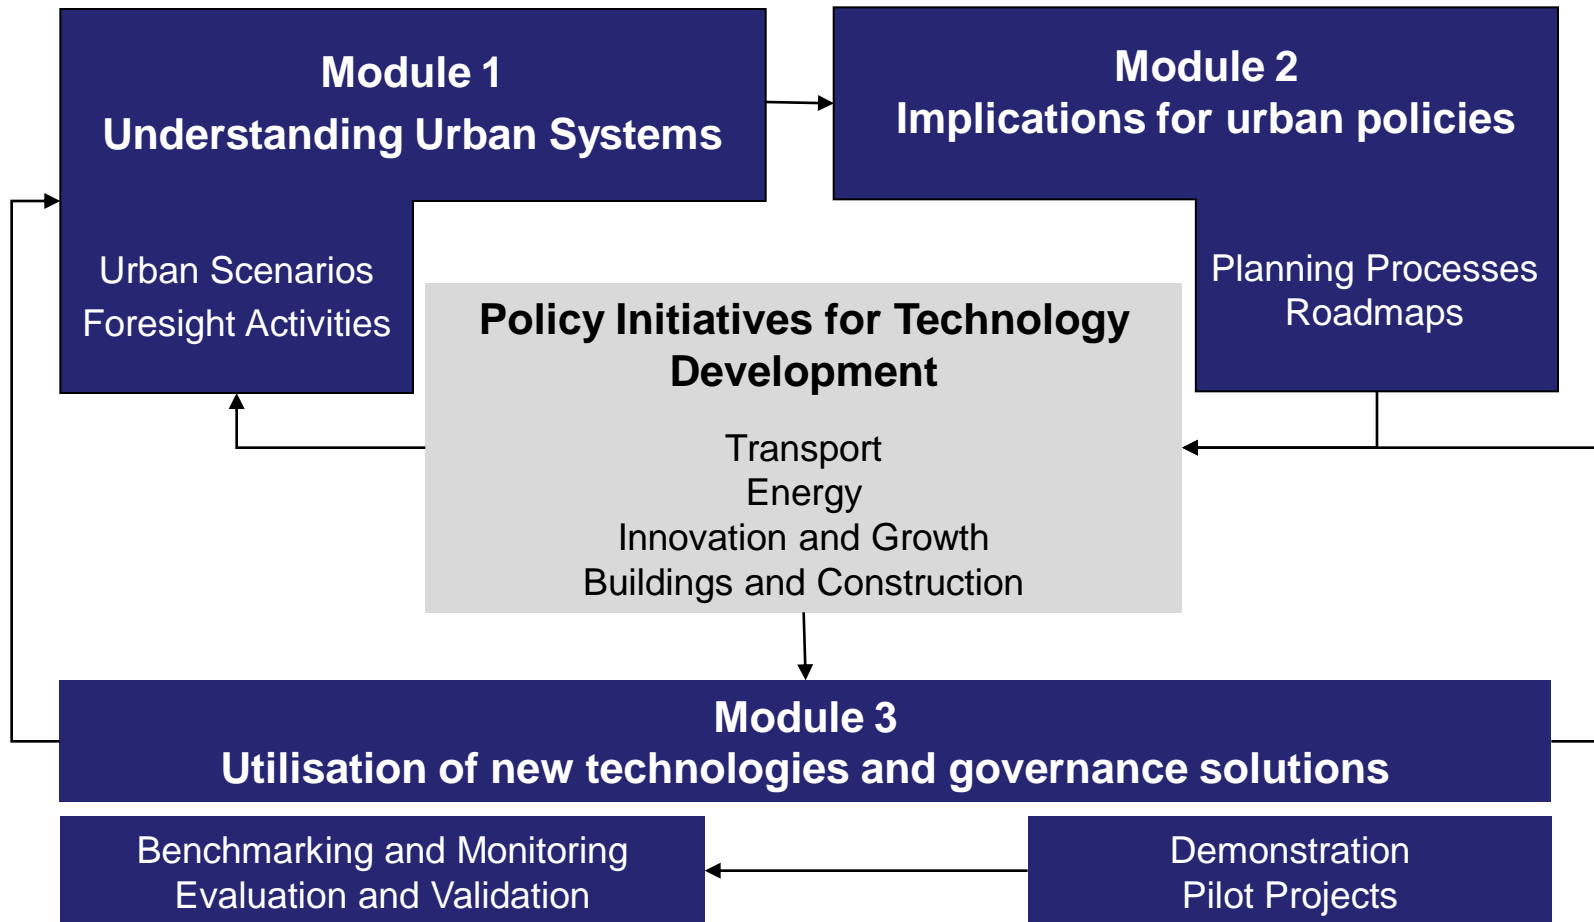 Module 1
Understanding Urban Systems
Urban Scenarios
Foresight Activities
Module 2
Implications for urban policies
Planning Processes
Roadmaps
Policy Initiatives for Technology
Development
Transport
Energy
Innovation and Growth
Buildings and Construction
Module 3
Utilisation of new technologies and governance solutions
Benchmarking and Monitoring
Evaluation and Validation
Demonstration
Pilot Projects